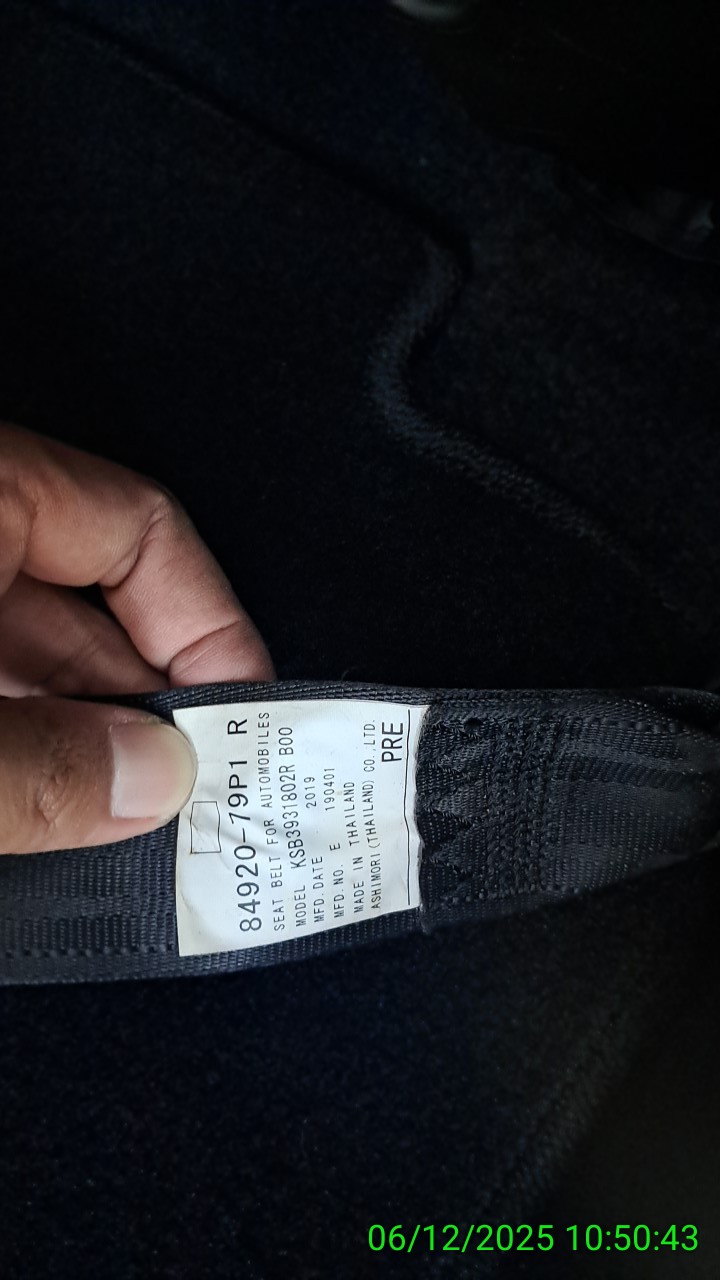 84920-79P1 R
SEAT BELT FOR AUTOMOBILES
MODEL KSB3931802R B00
MFD.DATE 2019
MFD.NO. E 190401
MADE IN THAILAND
ASHIMORI(THAILAND) CO.,LTD.
PRE
06/12/2025 10:50:43